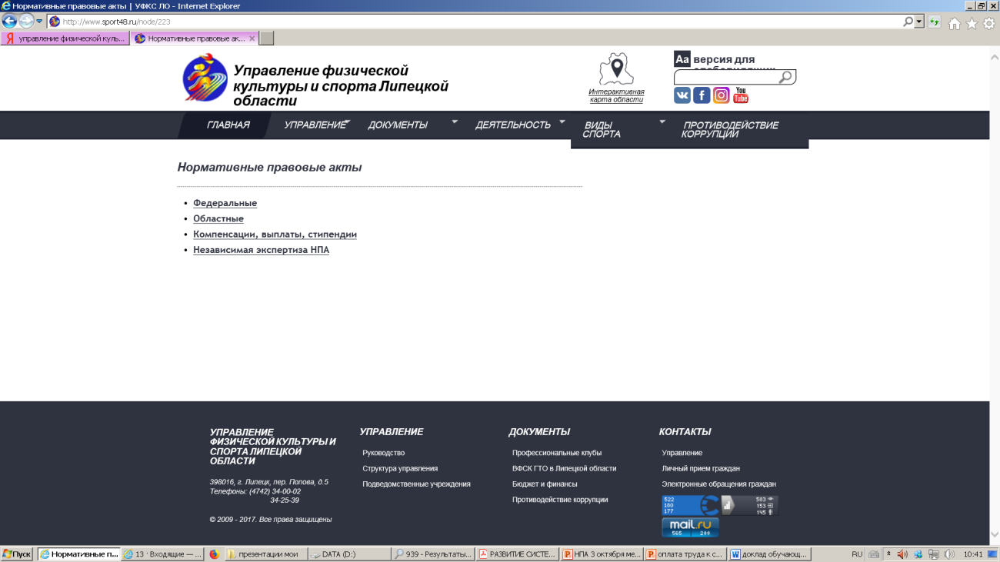 Нормативные правовые акты | УФКС ЛО - Internet Explorer
http://www.sport48.ru/node/223
управление физической куль...
Нормативные правовые ак...
Управление физической
культуры и спорта Липецкой
области
Интерактивная
карта области
Aa версия для
ГЛАВНАЯ
УПРАВЛЕНИЕ
ДОКУМЕНТЫ
ДЕЯТЕЛЬНОСТЬ
ВИДЫ
СПОРТА
ПРОТИВОДЕЙСТВИЕ
КОРРУПЦИИ
You
Tube
Нормативные правовые акты
Федеральные
Областные
Компенсации, выплаты, стипендии
Независимая экспертиза НПА
УПРАВЛЕНИЕ
ФИЗИЧЕСКОЙ КУЛЬТУРЫ И
СПОРТА ЛИПЕЦКОЙ
ОБЛАСТИ
398016, г. Липецк, пер. Попова, д.5
Телефоны: (4742) 34-00-02
34-25-39
© 2009 - 2017. Все права защищены
УПРАВЛЕНИЕ
Руководство
Структура управления
Подведомственные учреждения
ДОКУМЕНТЫ
Профессиональные клубы
ВФСК ГТО в Липецкой области
Бюджет и финансы
Противодействие коррупции
КОНТАКТЫ
Управление
Личный прием граждан
Электронные обращения граждан
522
180
177
583
153
145
mail.ru
565 288
Пуск
Нормативные п...
13 · Входящие — ...
презентации мои
DATA (D:)
939 - Результаты...
РАЗВИТИЕ СИСТЕ...
НПА 3 октября ме...
оплата труда к с...
доклад обучающ...
RU
10:41